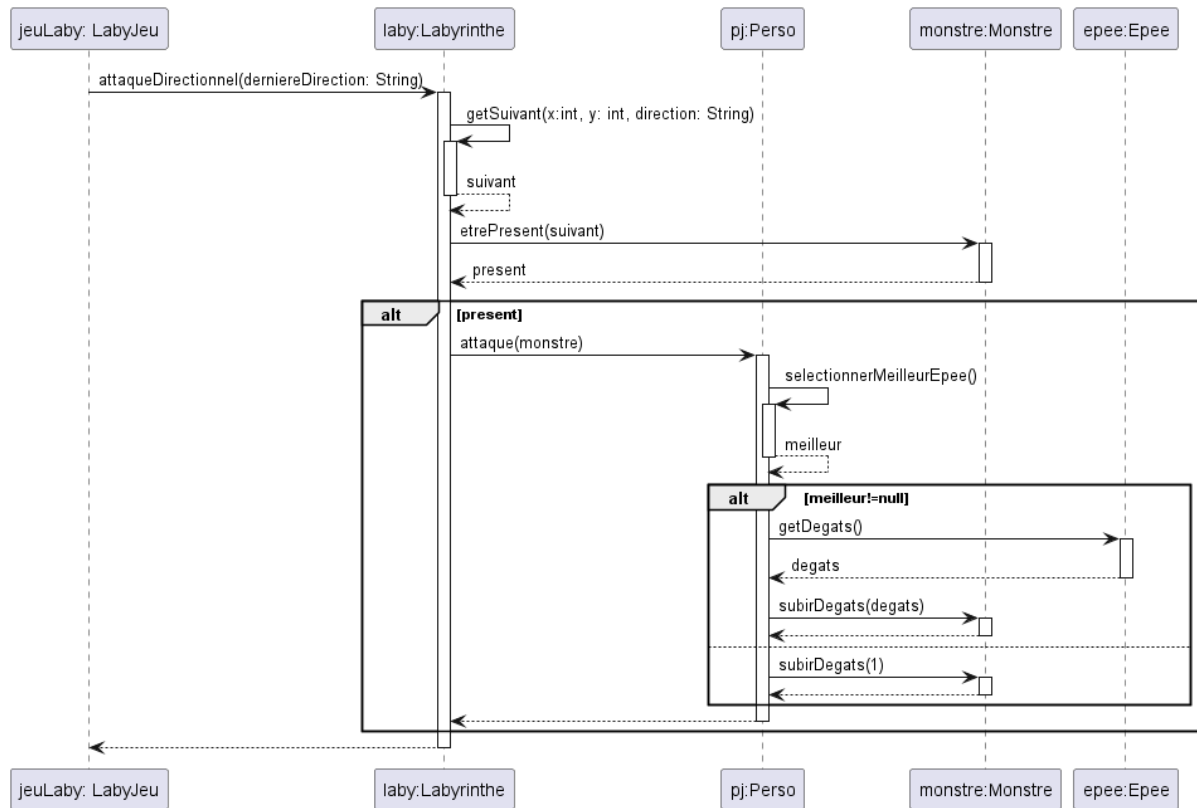 jeuLaby: LabyJeu
laby:Labyrinthe
pj:Perso
monstre:Monstre
epee:Epee
attaqueDirectionnel(derniereDirection: String)
getSuivant(x:int, y: int, direction: String)
suivant
etrePresent(suivant)
present
alt
[present]
attaque(monstre)
selectionnerMeilleurEpee()
meilleur
alt
[meilleur!=null]
getDegats()
degats
subirDegats(degats)
subirDegats(1)
jeuLaby: LabyJeu
laby:Labyrinthe
pj:Perso
monstre:Monstre
epee:Epee